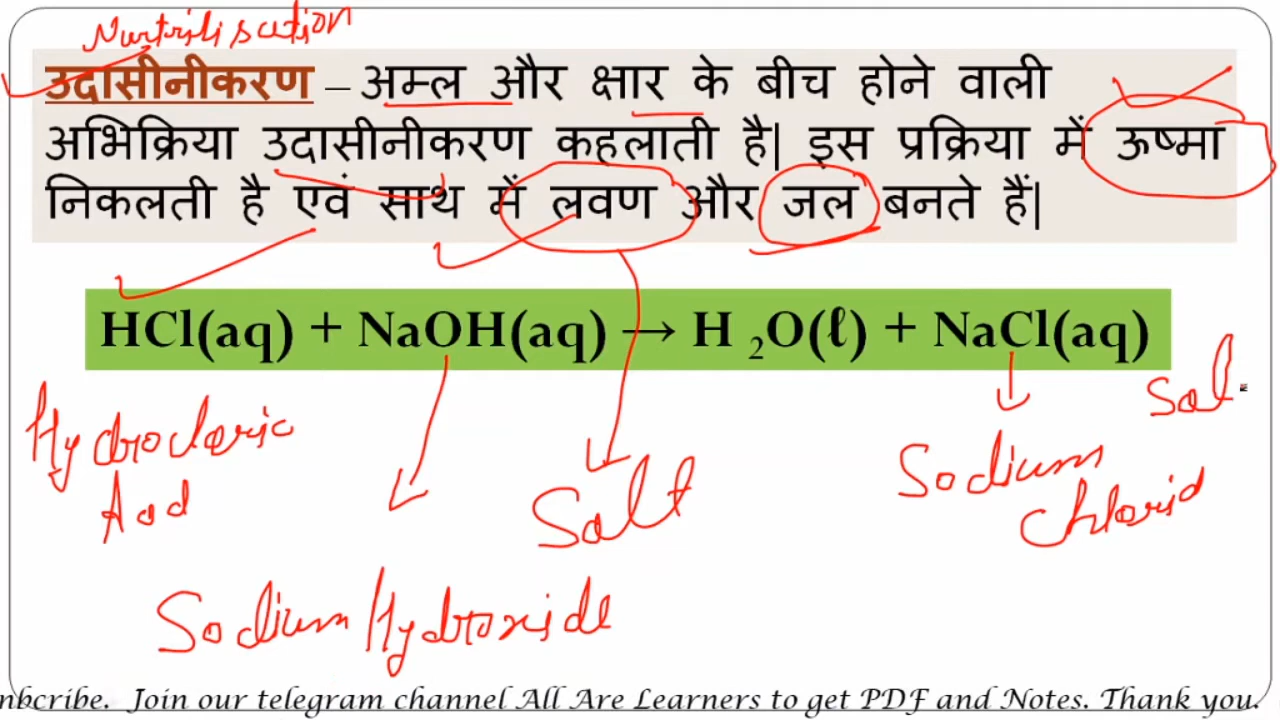 Nurtrilisation
उदासीनीकरण – अम्ल और क्षार के बीच होने वाली
अभिक्रिया उदासीनीकरण कहलाती है| इस प्रक्रिया में ऊष्मा
निकलती है एवं साथ में लवण और जल बनते हैं|
HCl(aq) + NaOH(aq) → H ₂O(ℓ) + NaCl(aq)
Sal
Hydrocloric
Acid
Salt
Sodium
Chlorid
Sodium Hydroxide
nbcribe. Join our telegram channel All Are Learners to get PDF and Notes. Thank you.